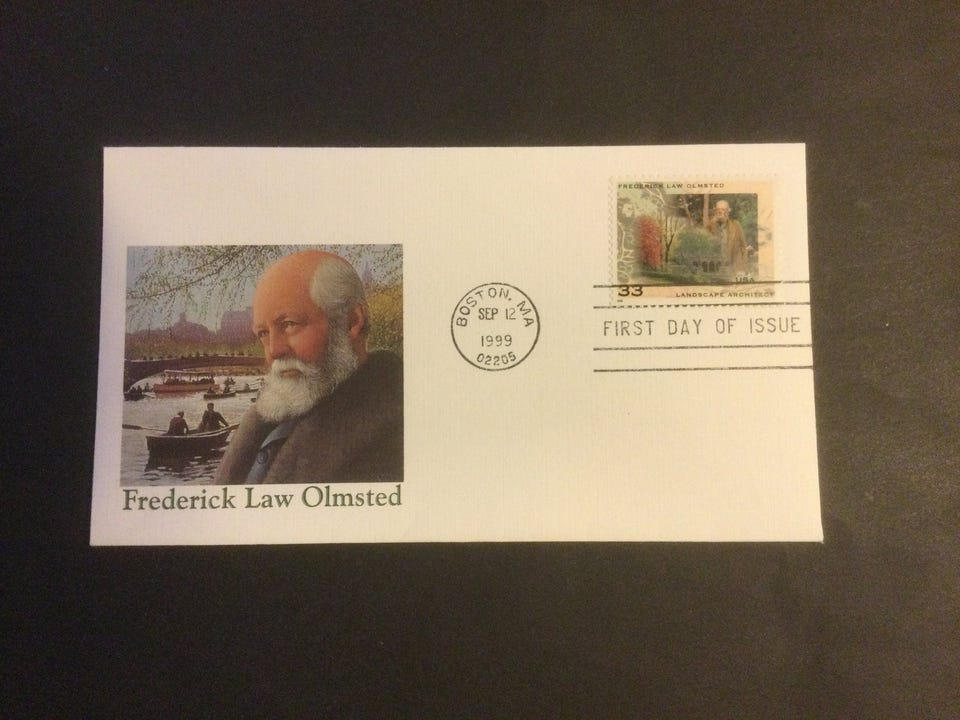 FREDERICK LAW OLMSTED
USA
33
LANDSCAPE ARCHITECT
BOSTON, MA
SEP 12
1999
02205
FIRST DAY OF ISSUE
Frederick Law Olmsted